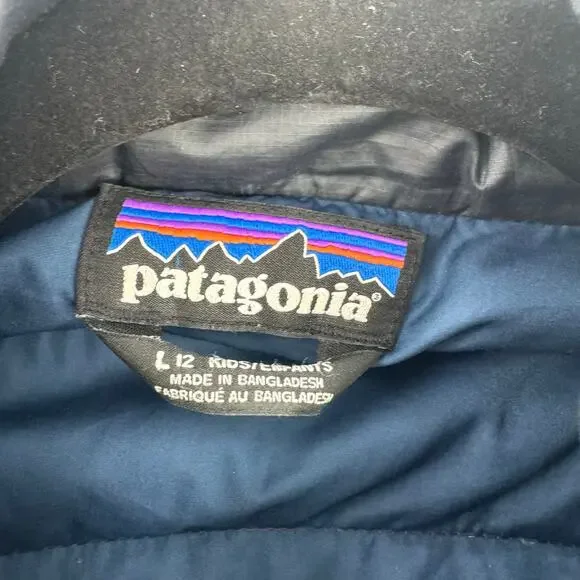 patagonia®
L 12 KIDS/ENFANTS
MADE IN BANGLADESH
FABRIQUÉ AU BANGLADESH